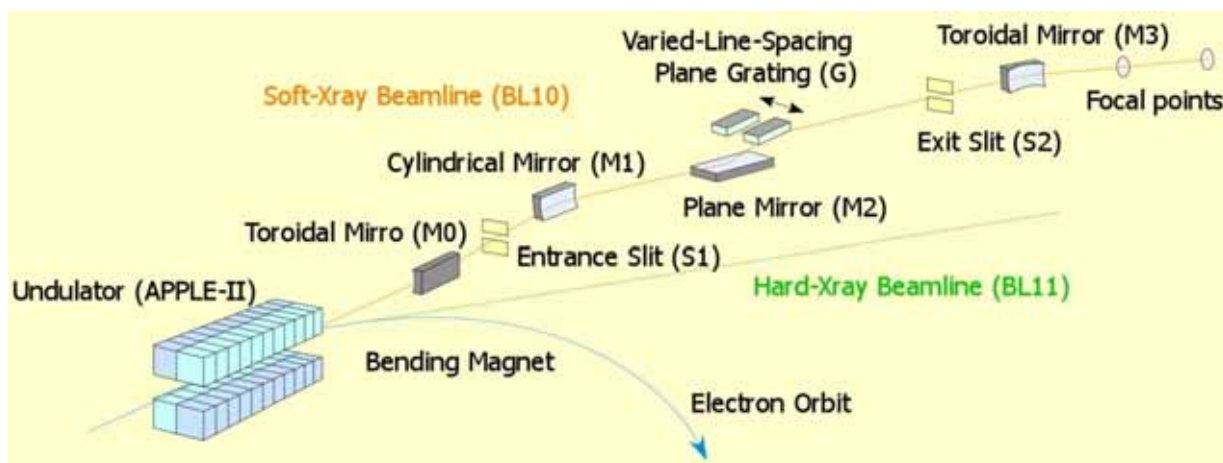 Varied-Line-Spacing
Plane Grating (G)
Toroidal Mirror (M3)
Soft-Xray Beamline (BL10)
Focal points
Exit Slit (S2)
Cylindrical Mirror (M1)
Plane Mirror (M2)
Toroidal Mirro (M0)
Entrance Slit (S1)
Undulator (APPLE-II)
Hard-Xray Beamline (BL11)
Bending Magnet
Electron Orbit